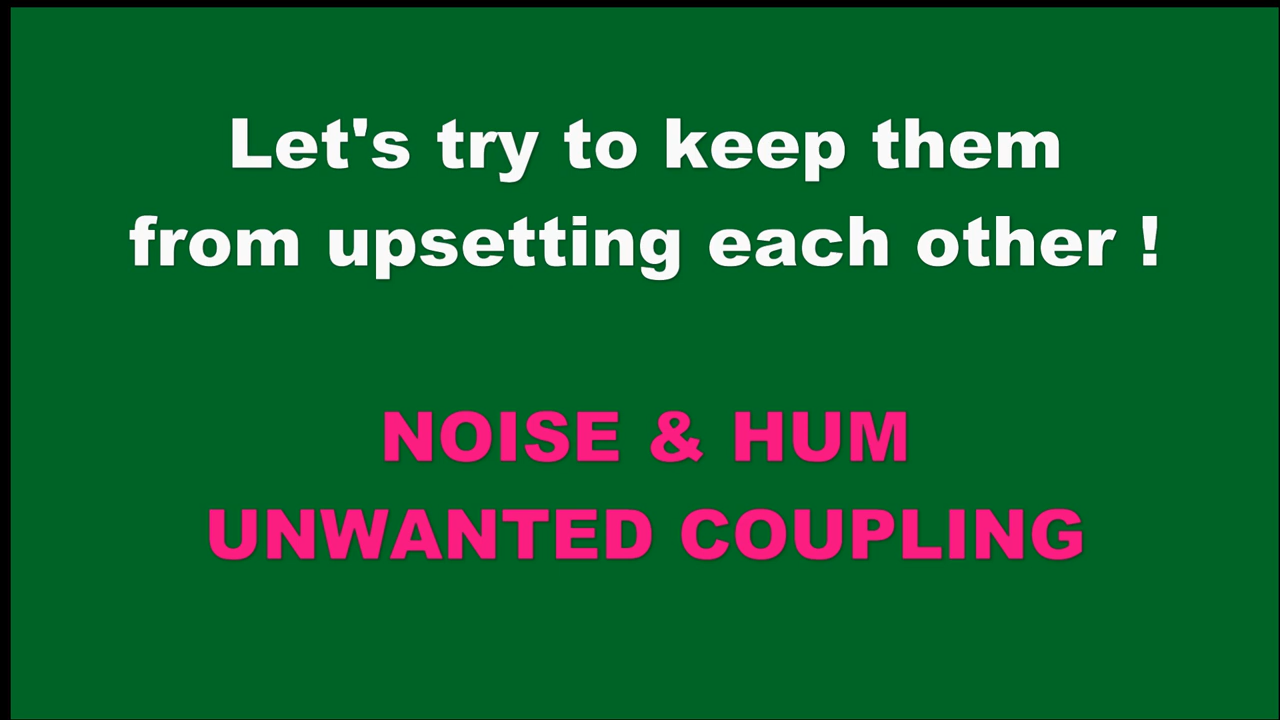 Let's try to keep them
from upsetting each other !
NOISE & HUM
UNWANTED COUPLING